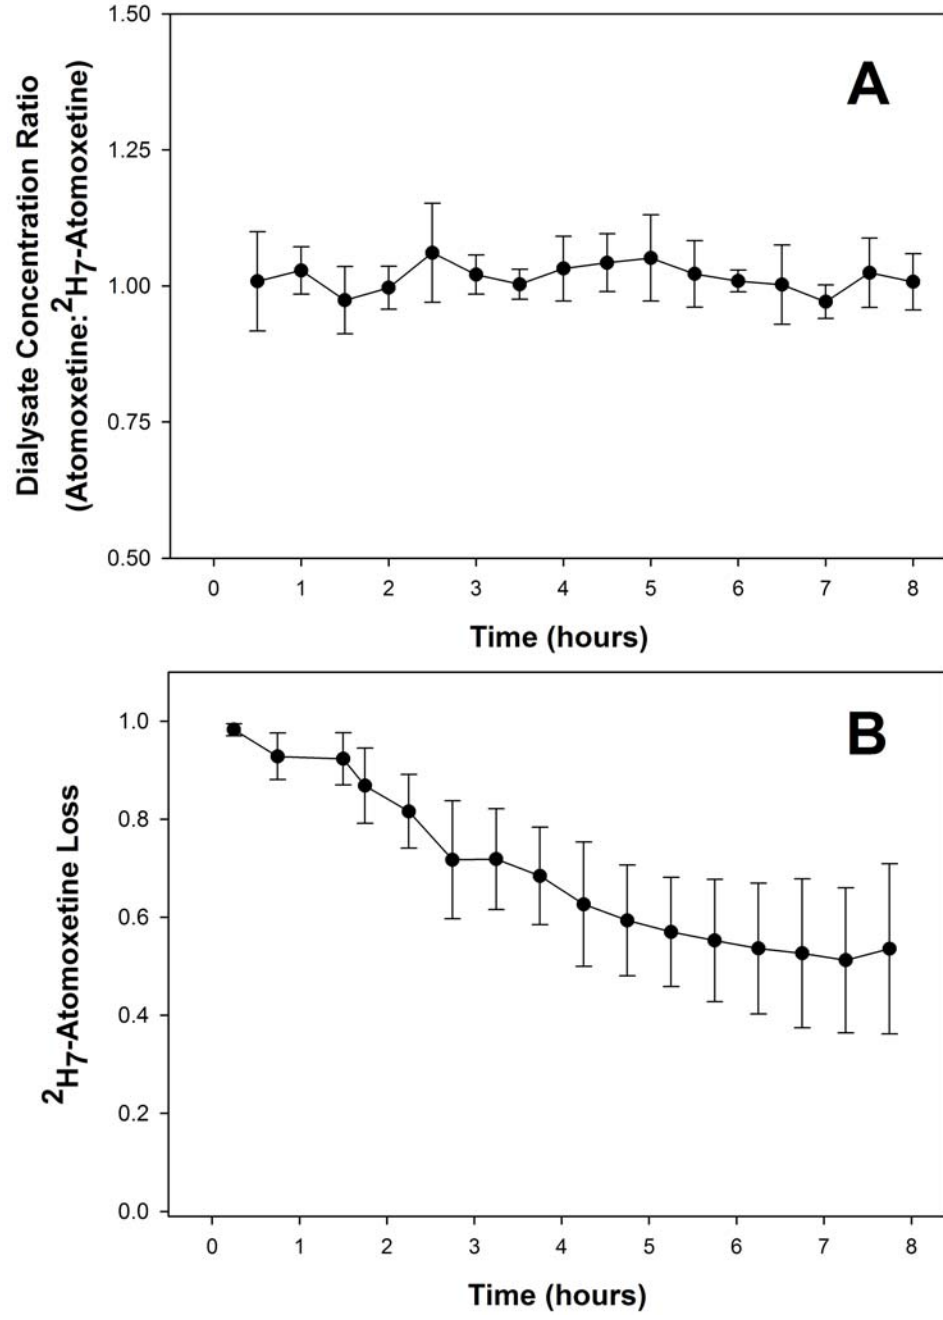 Dialysate Concentration Ratio
(Atomoxetine: ²H₇-Atomoxetine)
1.50
1.25
1.00
0.75
0.50
A
0 1 2 3 4 5 6 7 8
Time (hours)
²H₇-Atomoxetine Loss
1.0
0.8
0.6
0.4
0.2
0.0
B
0 1 2 3 4 5 6 7 8
Time (hours)